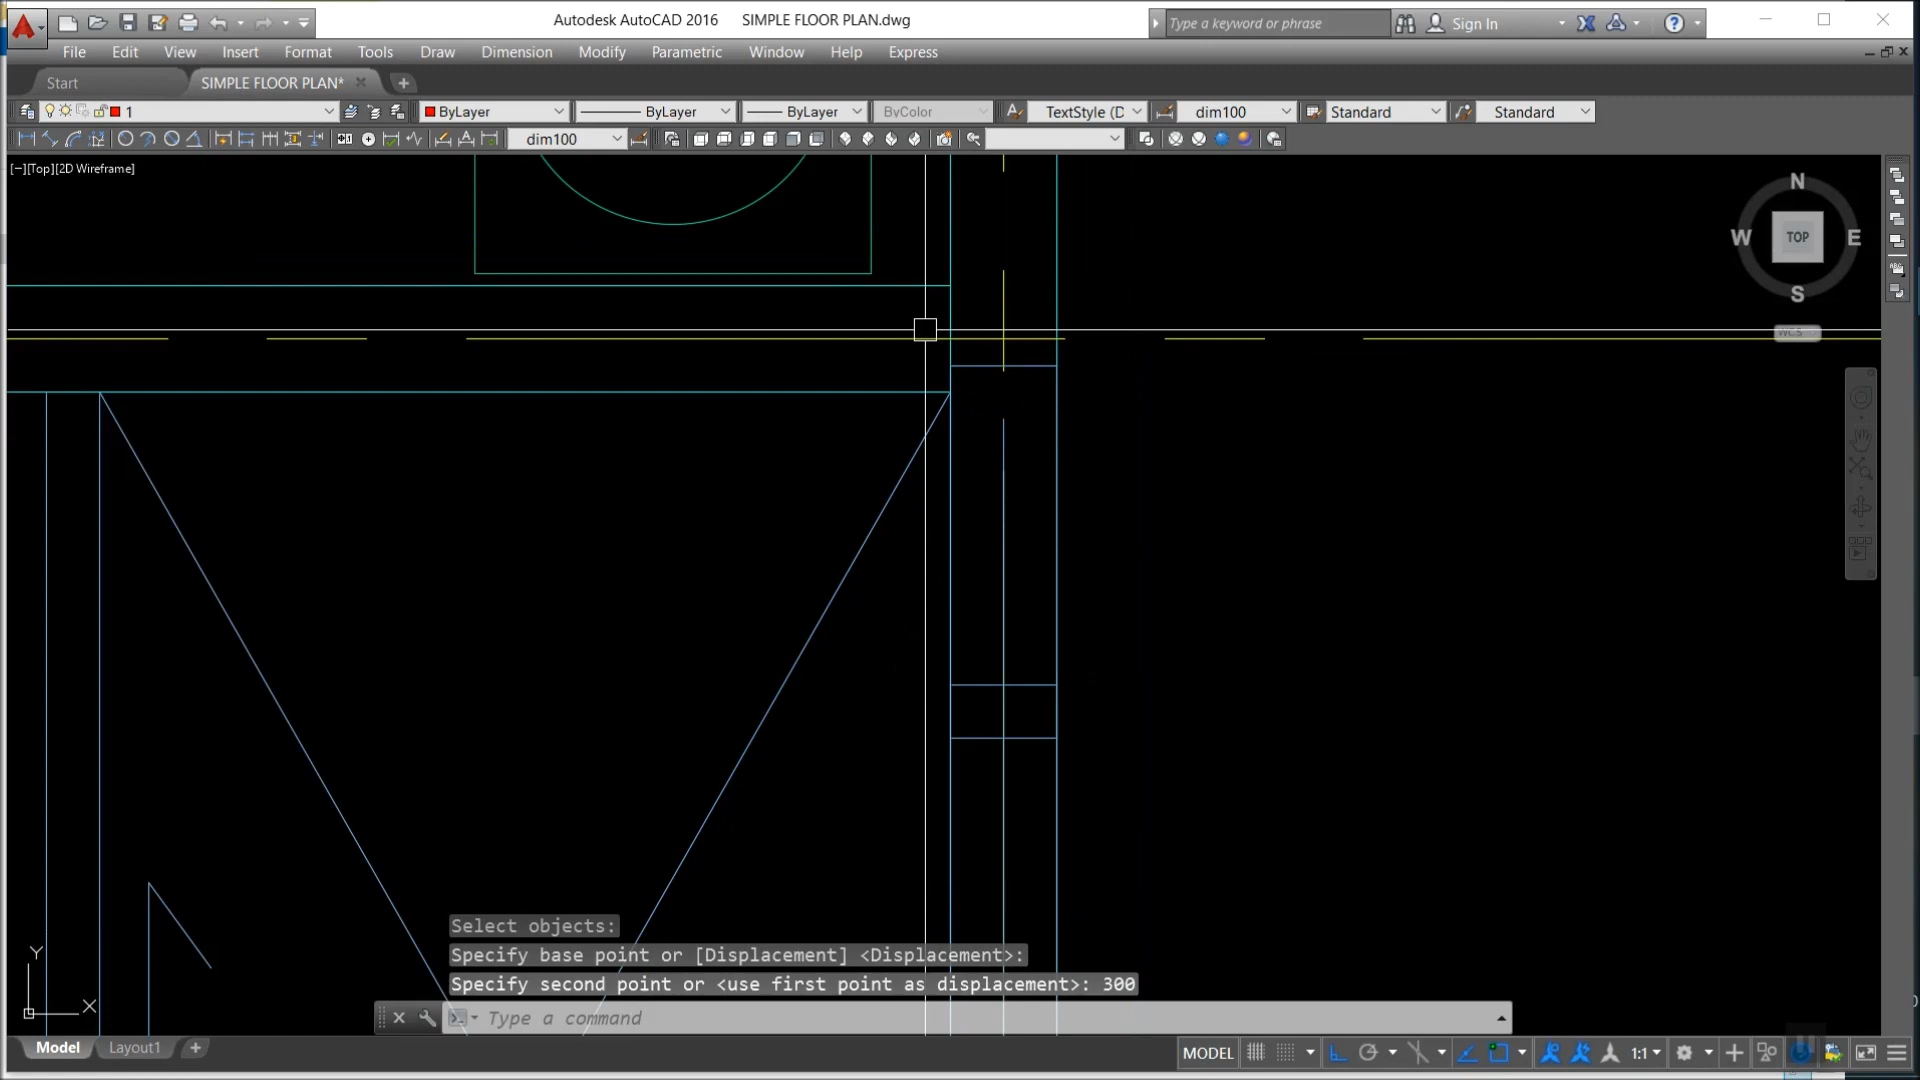 Autodesk AutoCAD 2016 SIMPLE FLOOR PLAN.dwg
Type a keyword or phrase
Sign In
File Edit View Insert Format Tools Draw Dimension Modify Parametric Window Help Express
Start SIMPLE FLOOR PLAN*
1 ByLayer ByLayer ByLayer ByColor TextStyle (D dim100 Standard Standard
dim100
[−][Top][2D Wireframe]
N
W TOP E
S
WCS
Select objects:
Specify base point or [Displacement] <Displacement>:
Specify second point or <use first point as displacement>: 300
Type a command
Y
X
Model Layout1
MODEL 1:1